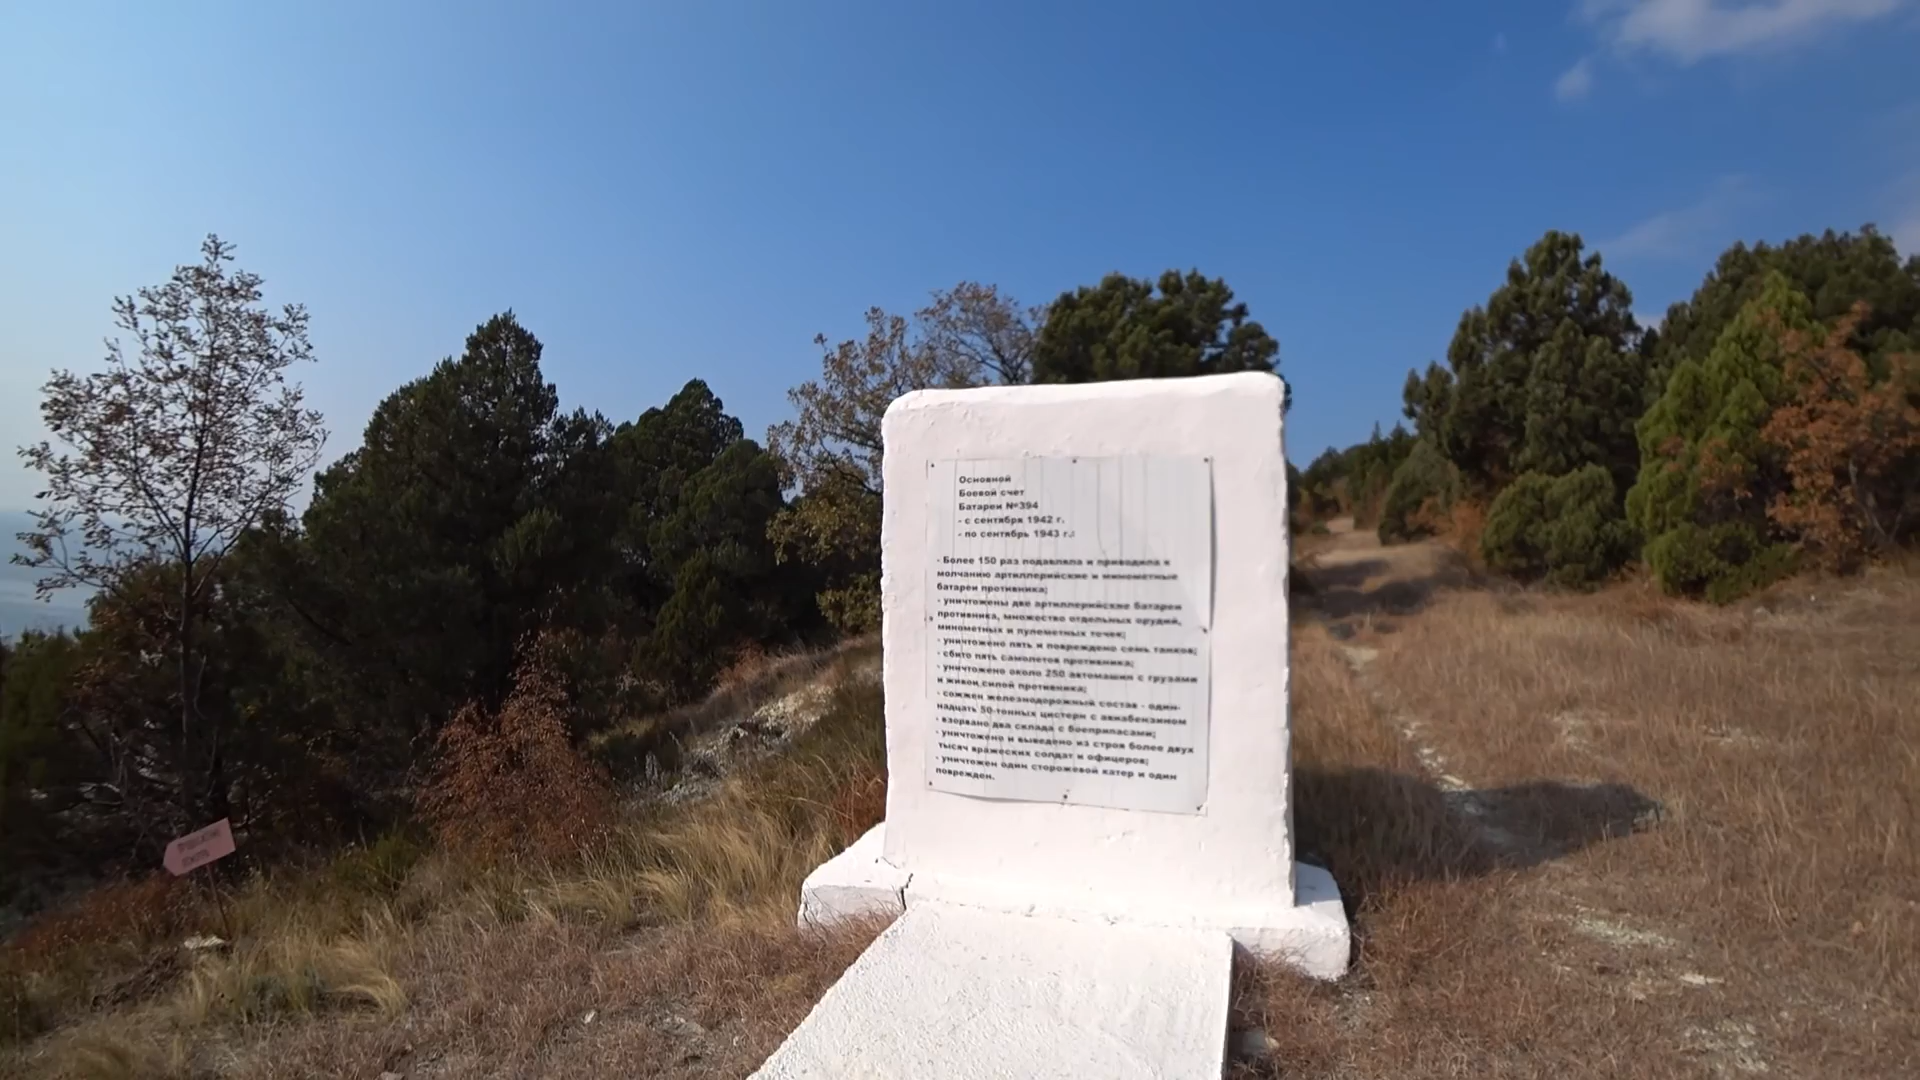 Основной
Боевой счет
Батареи №394
- с сентября 1942 г.
- по сентябрь 1943 г.:
- Более 150 раз подавляла и приводила к
молчанию артиллерийские и минометные
батареи противника;
- уничтожены две артиллерийские батареи
противника, множество отдельных орудий,
минометных и пулеметных точек;
- уничтожено пять и повреждено семь танков;
- сбито пять самолетов противника;
- уничтожено около 250 автомашин с грузами
и живой силой противника;
- сожжен железнодорожный состав - один-
надцать 50-тонных цистерн с авиабензином
- взорвано два склада с боеприпасами;
- уничтожено и выведено из строя более двух
тысяч вражеских солдат и офицеров;
- уничтожен один сторожевой катер и один
поврежден.